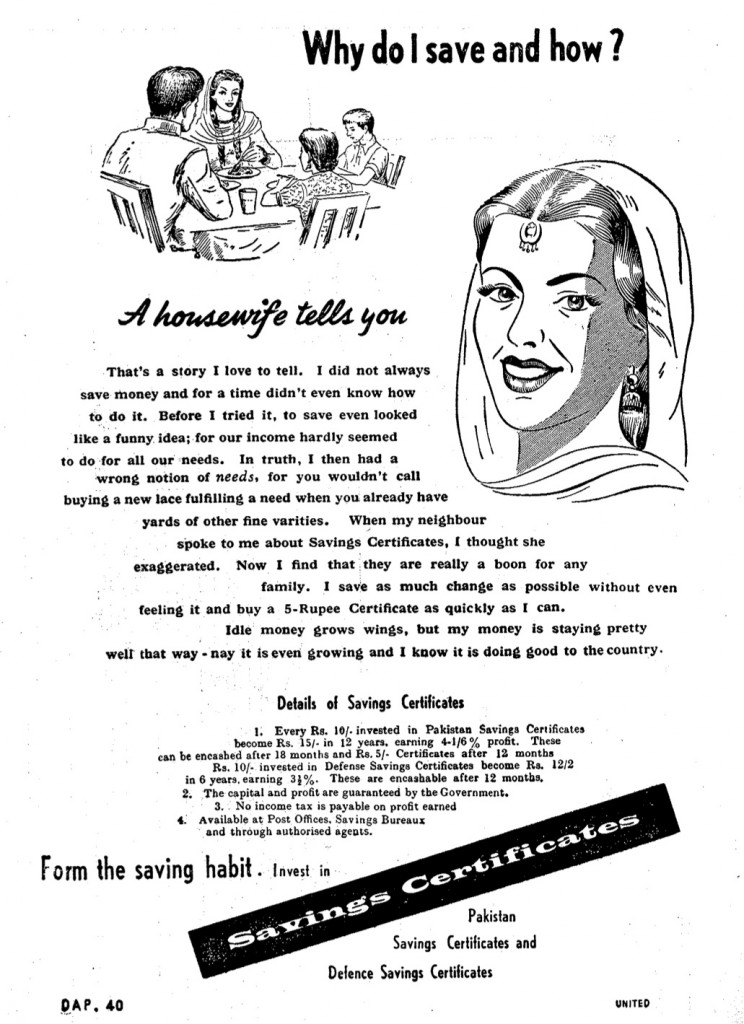 Why do I save and how ?
A housewife tells you
That's a story I love to tell. I did not always
save money and for a time didn't even know how
to do it. Before I tried it, to save even looked
like a funny idea; for our income hardly seemed
to do for all our needs. In truth, I then had a
wrong notion of needs, for you wouldn't call
buying a new lace fulfilling a need when you already have
yards of other fine varities. When my neighbour
spoke to me about Savings Certificates, I thought she
exaggerated. Now I find that they are really a boon for any
family. I save as much change as possible without even
feeling it and buy a 5-Rupee Certificate as quickly as I can.
Idle money grows wings, but my money is staying pretty
well that way - nay it is even growing and I know it is doing good to the country.
Details of Savings Certificates
1. Every Rs. 10/- invested in Pakistan Savings Certificates
become Rs. 15/- in 12 years, earning 4-1/6% profit. These
can be encashed after 18 months and Rs. 5/- Certificates after 12 months
Rs. 10/- invested in Defense Savings Certificates become Rs. 12/2
in 6 years, earning 3½%. These are encashable after 12 months.
2. The capital and profit are guaranteed by the Government.
3. No income tax is payable on profit earned
4. Available at Post Offices, Savings Bureaux
and through authorised agents.
Form the saving habit. Invest in
Savings Certificates
Pakistan
Savings Certificates and
Defence Savings Certificates
DAP. 40
UNITED